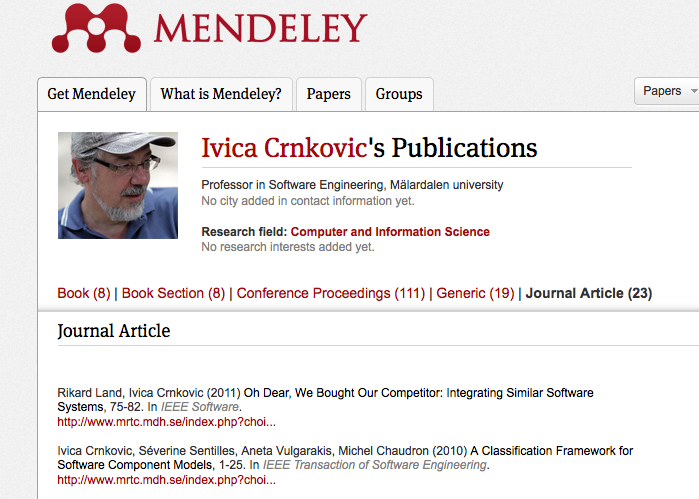 MENDELEY
Get Mendeley
What is Mendeley?
Papers
Groups
Papers
Ivica Crnkovic's Publications
Professor in Software Engineering, Mälardalen university
No city added in contact information yet.
Research field: Computer and Information Science
No research interests added yet.
Book (8) | Book Section (8) | Conference Proceedings (111) | Generic (19) | Journal Article (23)
Journal Article
Rikard Land, Ivica Crnkovic (2011) Oh Dear, We Bought Our Competitor: Integrating Similar Software
Systems, 75-82. In IEEE Software.
http://www.mrtc.mdh.se/index.php?choi...
Ivica Crnkovic, Séverine Sentilles, Aneta Vulgarakis, Michel Chaudron (2010) A Classification Framework for
Software Component Models, 1-25. In IEEE Transaction of Software Engineering.
http://www.mrtc.mdh.se/index.php?choi...